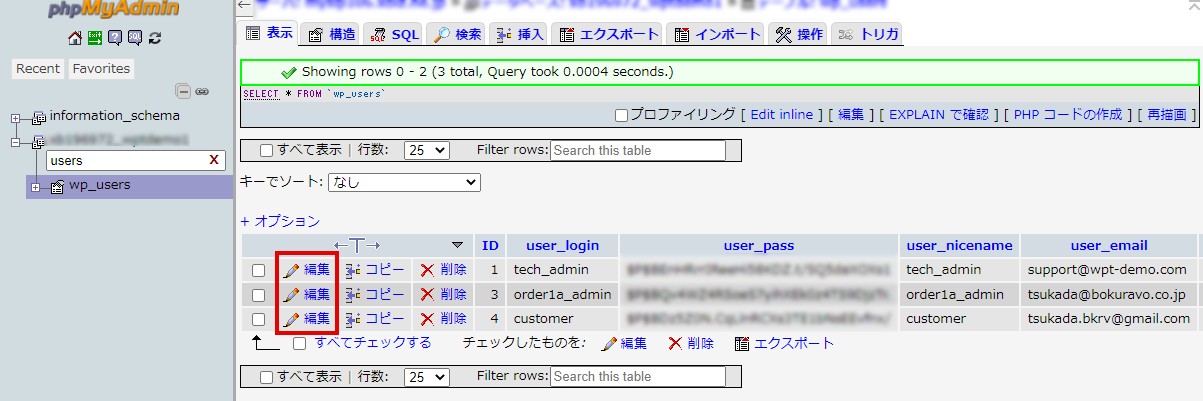 phpMyAdmin
Recent Favorites
information_schema
users X
wp_users
表示 構造 SQL 検索 挿入 エクスポート インポート 操作 トリガ
Showing rows 0 - 2 (3 total, Query took 0.0004 seconds.)
SELECT * FROM `wp_users`
プロファイリング [ Edit inline ] [ 編集 ] [ EXPLAIN で確認 ] [ PHP コードの作成 ] [ 再描画 ]
すべて表示 | 行数: 25 Filter rows: Search this table
キーでソート: なし
+ オプション
←T→ ID user_login user_pass user_nicename user_email
編集 コピー 削除 1 tech_admin tech_admin support@wpt-demo.com
編集 コピー 削除 3 order1a_admin order1a_admin tsukada@bokuravo.co.jp
編集 コピー 削除 4 customer customer tsukada.bkrv@gmail.com
すべてチェックする チェックしたものを: 編集 削除 エクスポート
すべて表示 | 行数: 25 Filter rows: Search this table